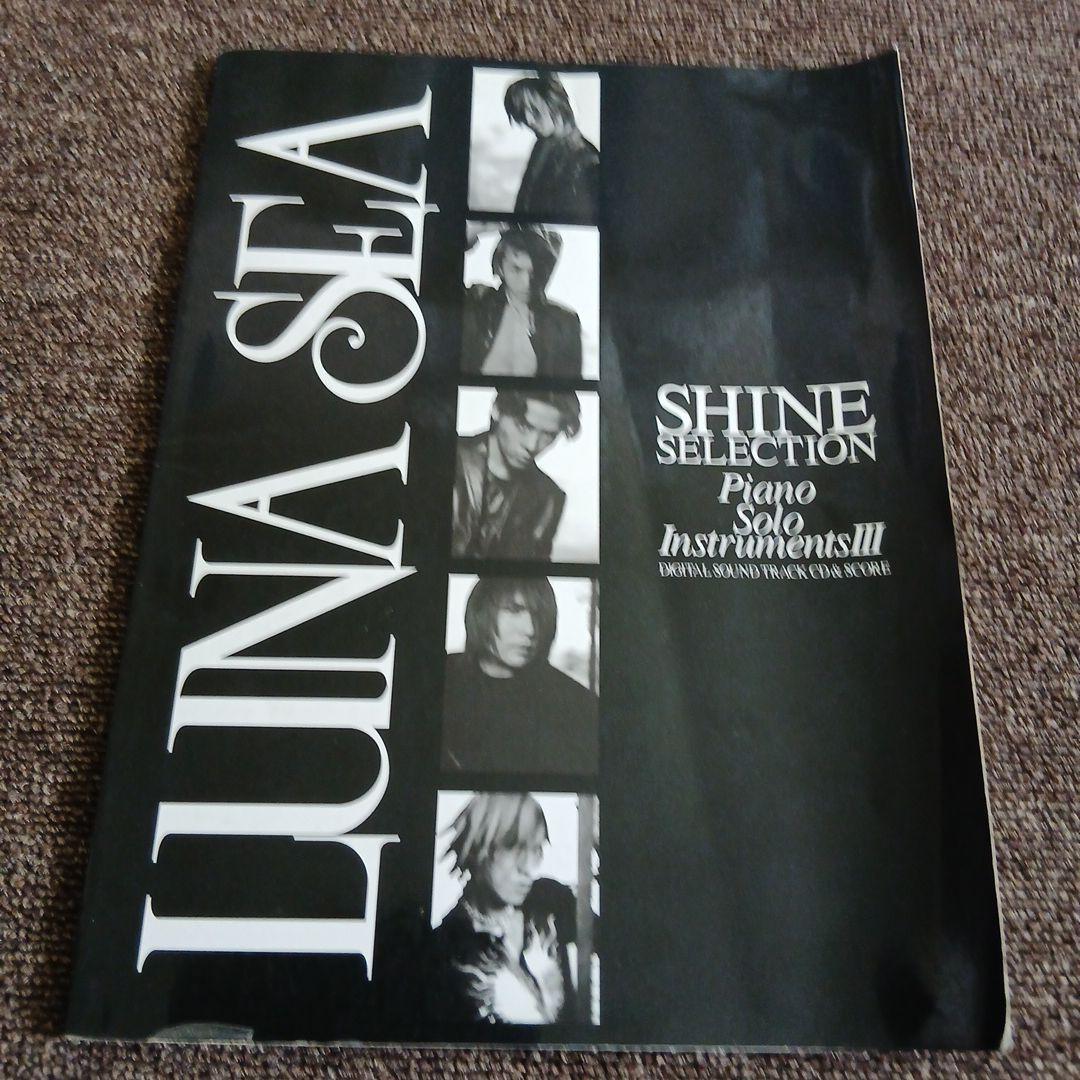 LUNA SEA
SHINE
SELECTION
Piano
Solo
Instruments III
DIGITAL SOUND TRACK CD & SCORE